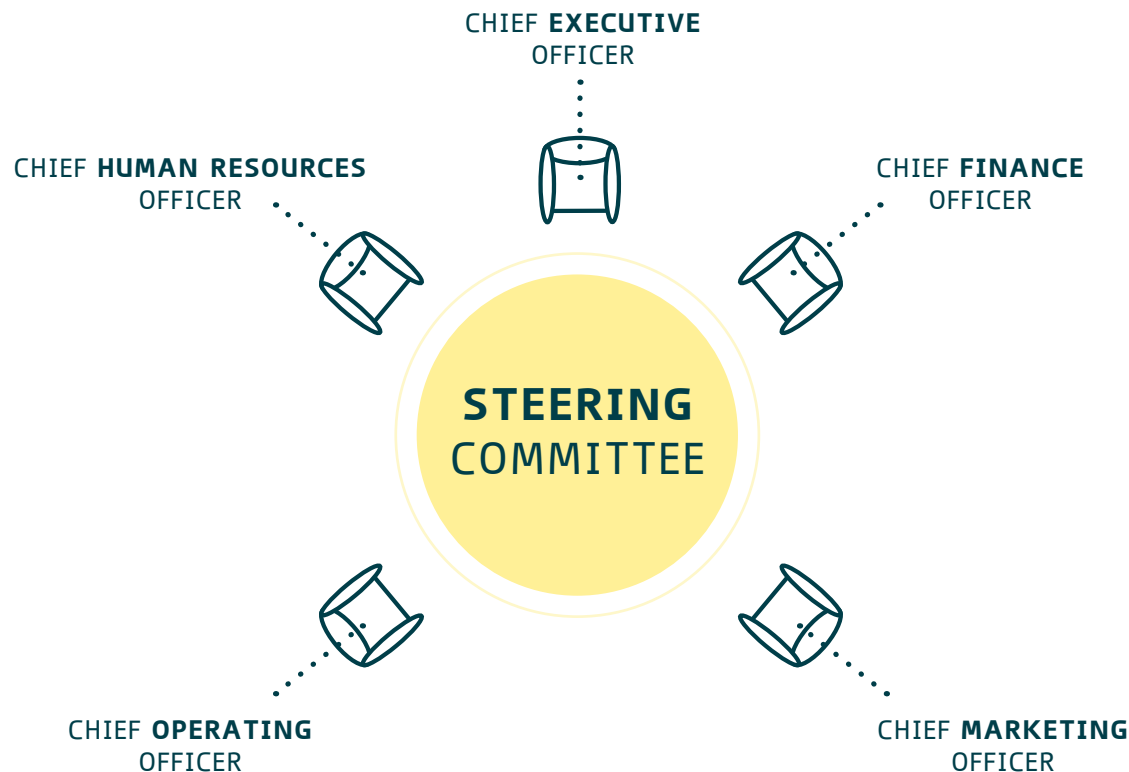 CHIEF EXECUTIVE
OFFICER
CHIEF HUMAN RESOURCES
OFFICER
CHIEF FINANCE
OFFICER
STEERING
COMMITTEE
CHIEF OPERATING
OFFICER
CHIEF MARKETING
OFFICER